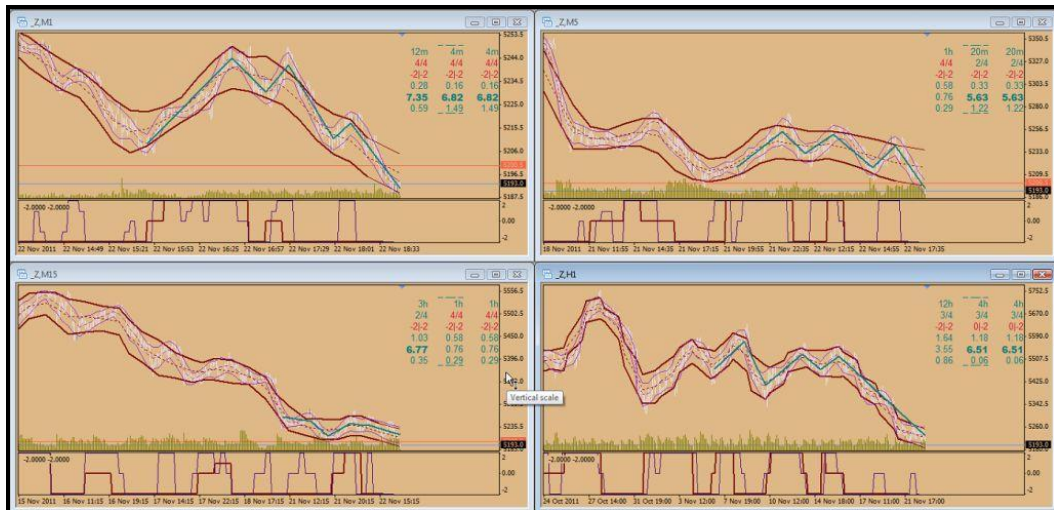 _Z,M1
12m 4m 4m
4/4 4/4 4/4
-2|-2 -2|-2 -2|-2
0.28 0.16 0.16
7.35 6.82 6.82
0.59 1.49 1.49
5253.5
5244.0
5234.5
5225.0
5215.5
5206.0
5196.5
5193.0
5187.5
-2.0000 -2.0000
2
0.00
-2
22 Nov 2011 22 Nov 14:49 22 Nov 15:21 22 Nov 15:53 22 Nov 16:25 22 Nov 16:57 22 Nov 17:29 22 Nov 18:01 22 Nov 18:33
_Z,M5
1h 20m 20m
4/4 2/4 2/4
-2|-2 -2|-2 -2|-2
0.58 0.33 0.33
0.76 5.63 5.63
0.29 1.22 1.22
5350.5
5327.0
5303.5
5280.0
5256.5
5233.0
5209.5
5193.0
5186.0
-2.0000 -2.0000
2
0.00
-2
18 Nov 2011 21 Nov 11:55 21 Nov 14:35 21 Nov 17:15 21 Nov 19:55 22 Nov 09:35 22 Nov 12:15 22 Nov 14:55 22 Nov 17:35
_Z,M15
3h 1h 1h
2/4 4/4 4/4
-2|-2 -2|-2 -2|-2
1.03 0.58 0.58
6.77 0.76 0.76
0.35 0.29 0.29
5556.5
5502.5
5450.0
5396.0
5235.5
5193.0
-2.0000 -2.0000
2
0.00
-2
15 Nov 2011 16 Nov 11:15 16 Nov 19:15 17 Nov 14:15 17 Nov 22:15 18 Nov 17:15 21 Nov 12:15 21 Nov 20:15 22 Nov 15:15
_Z,H1
12h 4h 4h
3/4 3/4 3/4
-2|-2 0|-2 0|-2
1.64 1.18 1.18
3.55 6.51 6.51
0.86 0.06 0.06
5752.5
5670.0
5590.0
5507.5
5425.0
5342.5
5260.0
5193.0
Vertical scale
-2.0000 -2.0000
2
0.00
-2
24 Oct 2011 27 Oct 14:00 31 Oct 19:00 3 Nov 12:00 7 Nov 19:00 10 Nov 12:00 14 Nov 18:00 17 Nov 11:00 21 Nov 17:00